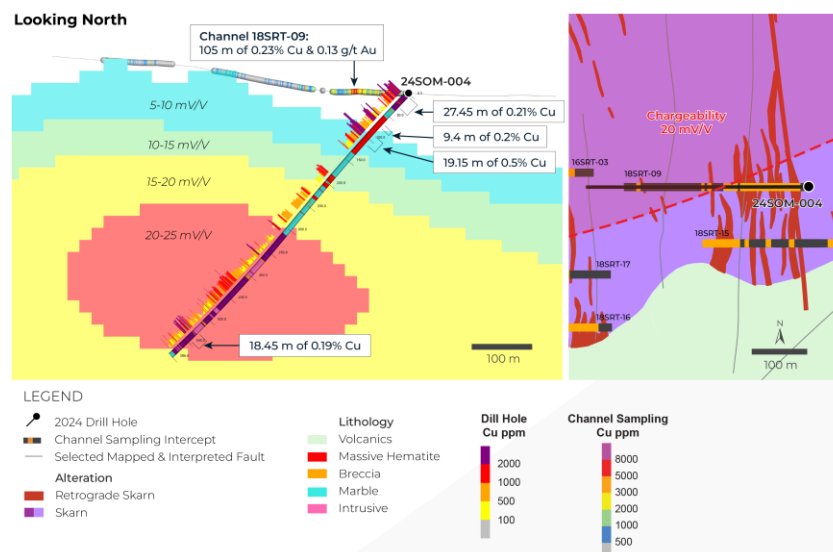 Looking North
Channel 18SRT-09:
105 m of 0.23% Cu & 0.13 g/t Au
24SOM-004
27.45 m of 0.21% Cu
9.4 m of 0.2% Cu
19.15 m of 0.5% Cu
5-10 mV/V
10-15 mV/V
15-20 mV/V
20-25 mV/V
18.45 m of 0.19% Cu
100 m
Chargeability
20 mV/V
16SRT-03
18SRT-09
24SOM-004
18SRT-15
18SRT-17
18SRT-16
N
100 m
LEGEND
2024 Drill Hole
Channel Sampling Intercept
Selected Mapped & Interpreted Fault
Alteration
Retrograde Skarn
Skarn
Lithology
Volcanics
Massive Hematite
Breccia
Marble
Intrusive
Drill Hole
Cu ppm
2000
1000
500
100
Channel Sampling
Cu ppm
8000
5000
3000
2000
1000
500